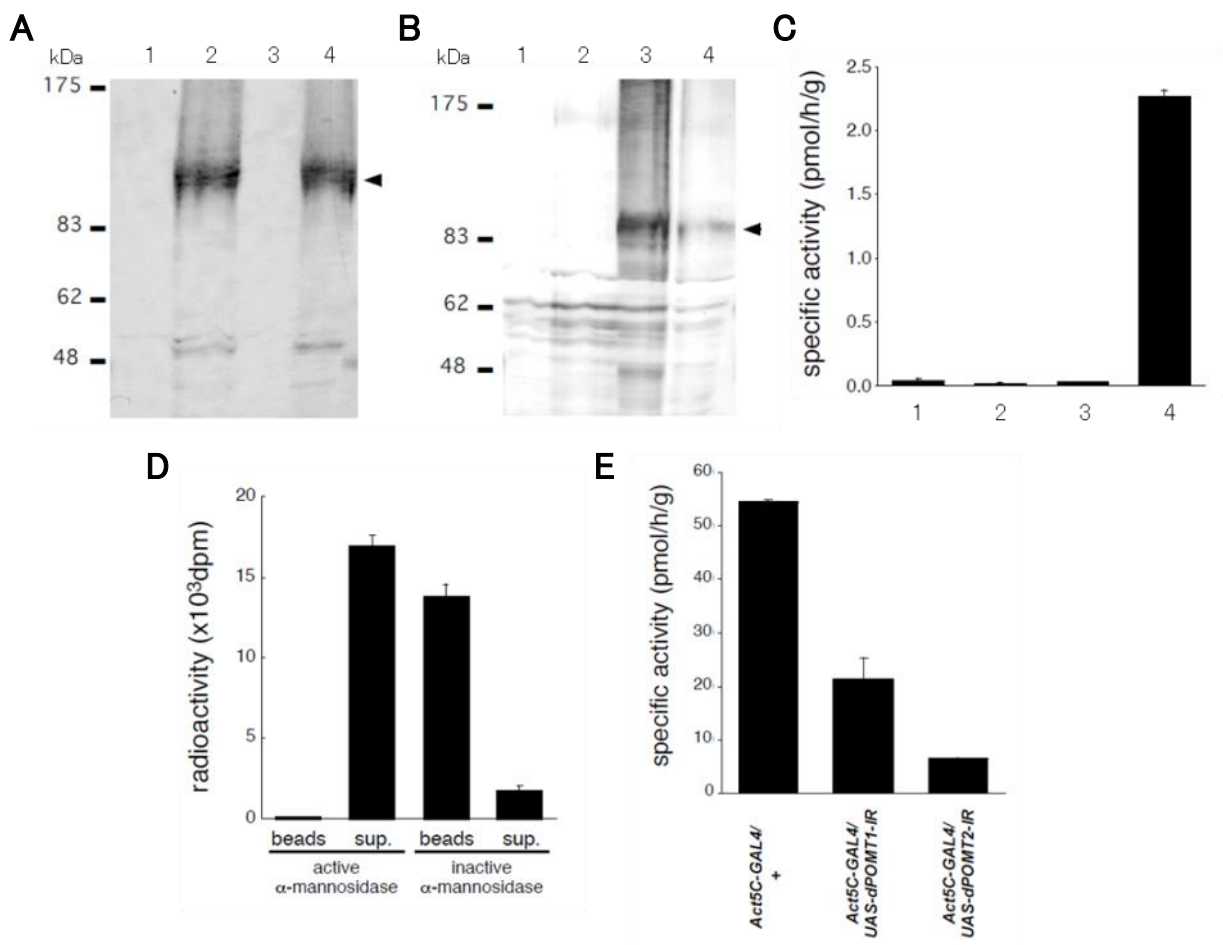 A
kDa 1 2 3 4
175
83
62
48
B
kDa 1 2 3 4
175
83
62
48
C
specific activity (pmol/h/g)
2.5
2.0
1.5
1.0
0.5
0.0
1 2 3 4
D
radioactivity (x10³dpm)
20
15
10
5
0
beads sup. beads sup.
active inactive
α-mannosidase α-mannosidase
E
specific activity (pmol/h/g)
60
50
40
30
20
10
0
Act5C-GAL4/
+
Act5C-GAL4/
UAS-dPOMT1-IR
Act5C-GAL4/
UAS-dPOMT2-IR